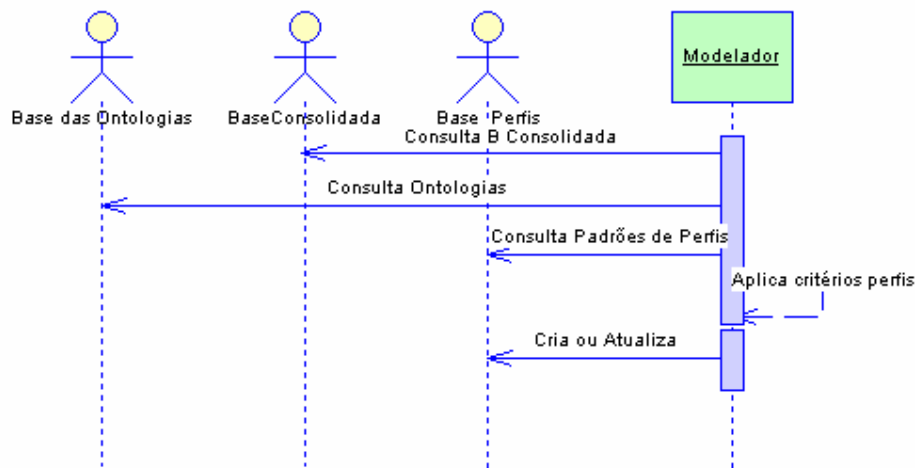 Modelador
Base das Ontologias
BaseConsolidada
Base Perfis
Consulta B Consolidada
Consulta Ontologias
Consulta Padrões de Perfis
Aplica critérios perfis
Cria ou Atualiza